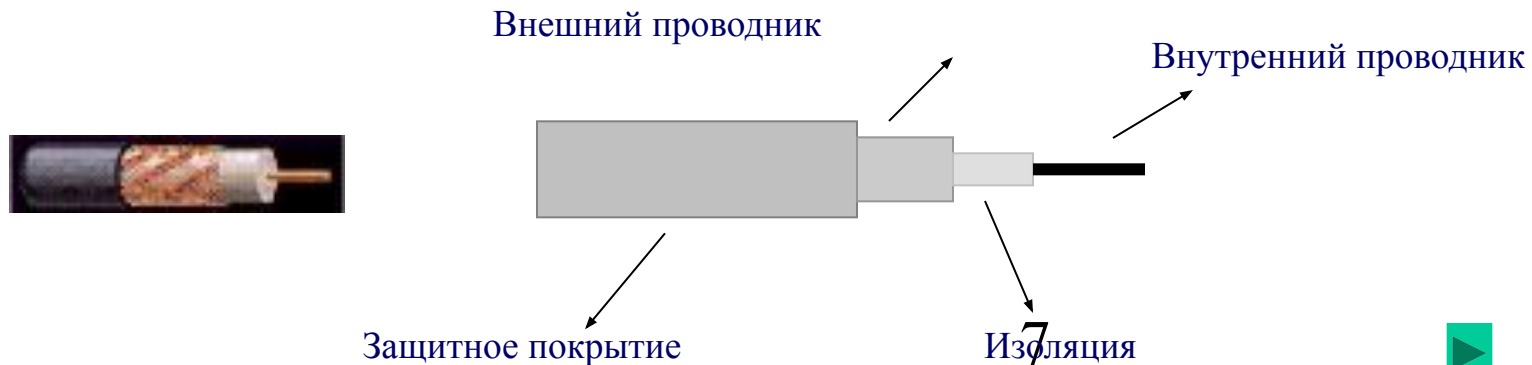 Внешний проводник
Внутренний проводник
Защитное покрытие
Изоляция
7